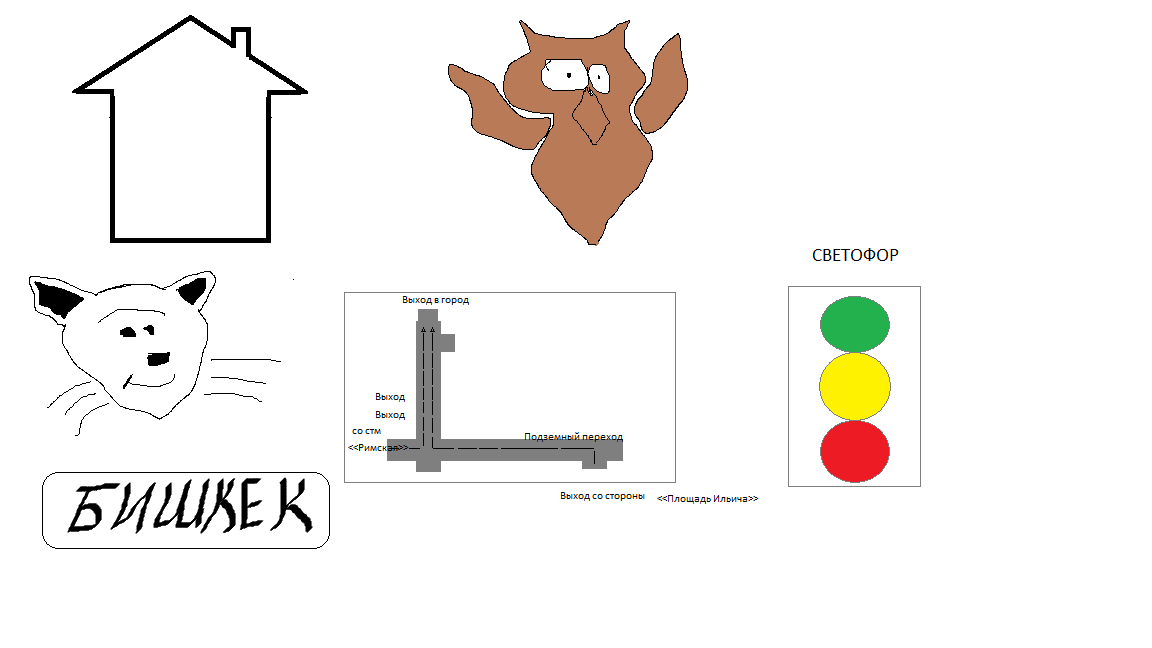 СВЕТОФОР
Выход в город
Выход
Выход
со стм
<<Римская>>
Подземный переход
Выход со стороны <<Площадь Ильича>>
БИШКЕК